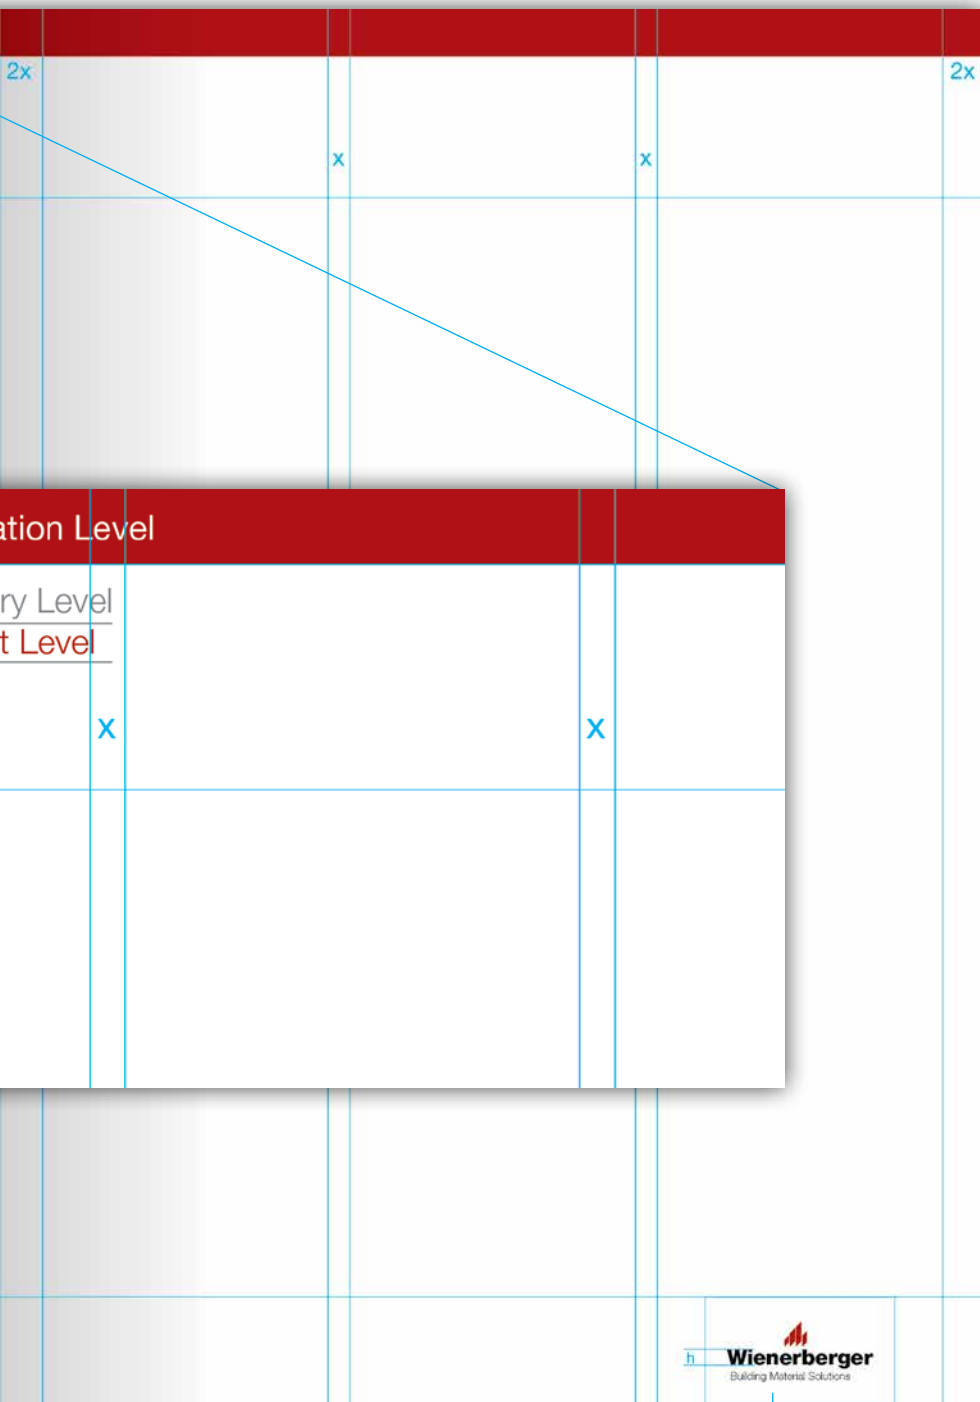 2x
2x
x
x
ation Level
ry Level
t Level
x
x
h
Wienerberger
Building Material Solutions